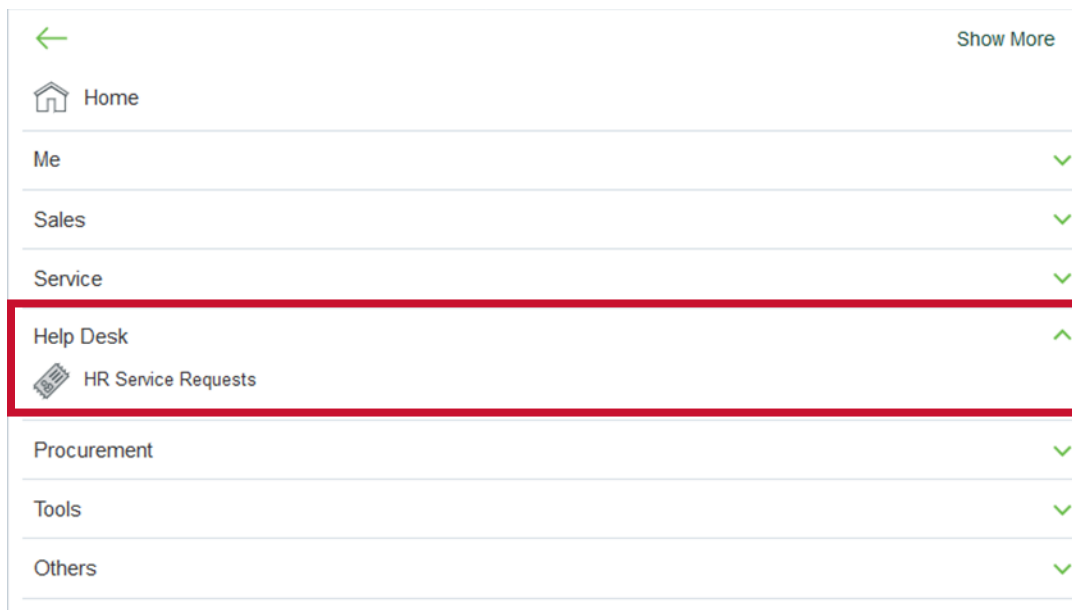 Show More
Home
Me
Sales
Service
Help Desk
HR Service Requests
Procurement
Tools
Others